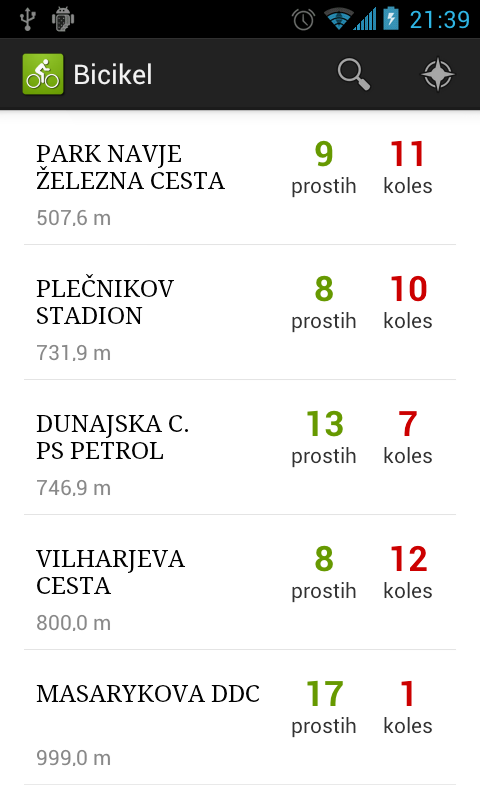 21:39
Bicikel
PARK NAVJE 9 11
ŽELEZNA CESTA prostih koles
507,6 m
PLEČNIKOV 8 10
STADION prostih koles
731,9 m
DUNAJSKA C. 13 7
PS PETROL prostih koles
746,9 m
VILHARJEVA 8 12
CESTA prostih koles
800,0 m
MASARYKOVA DDC 17 1
prostih koles
999,0 m